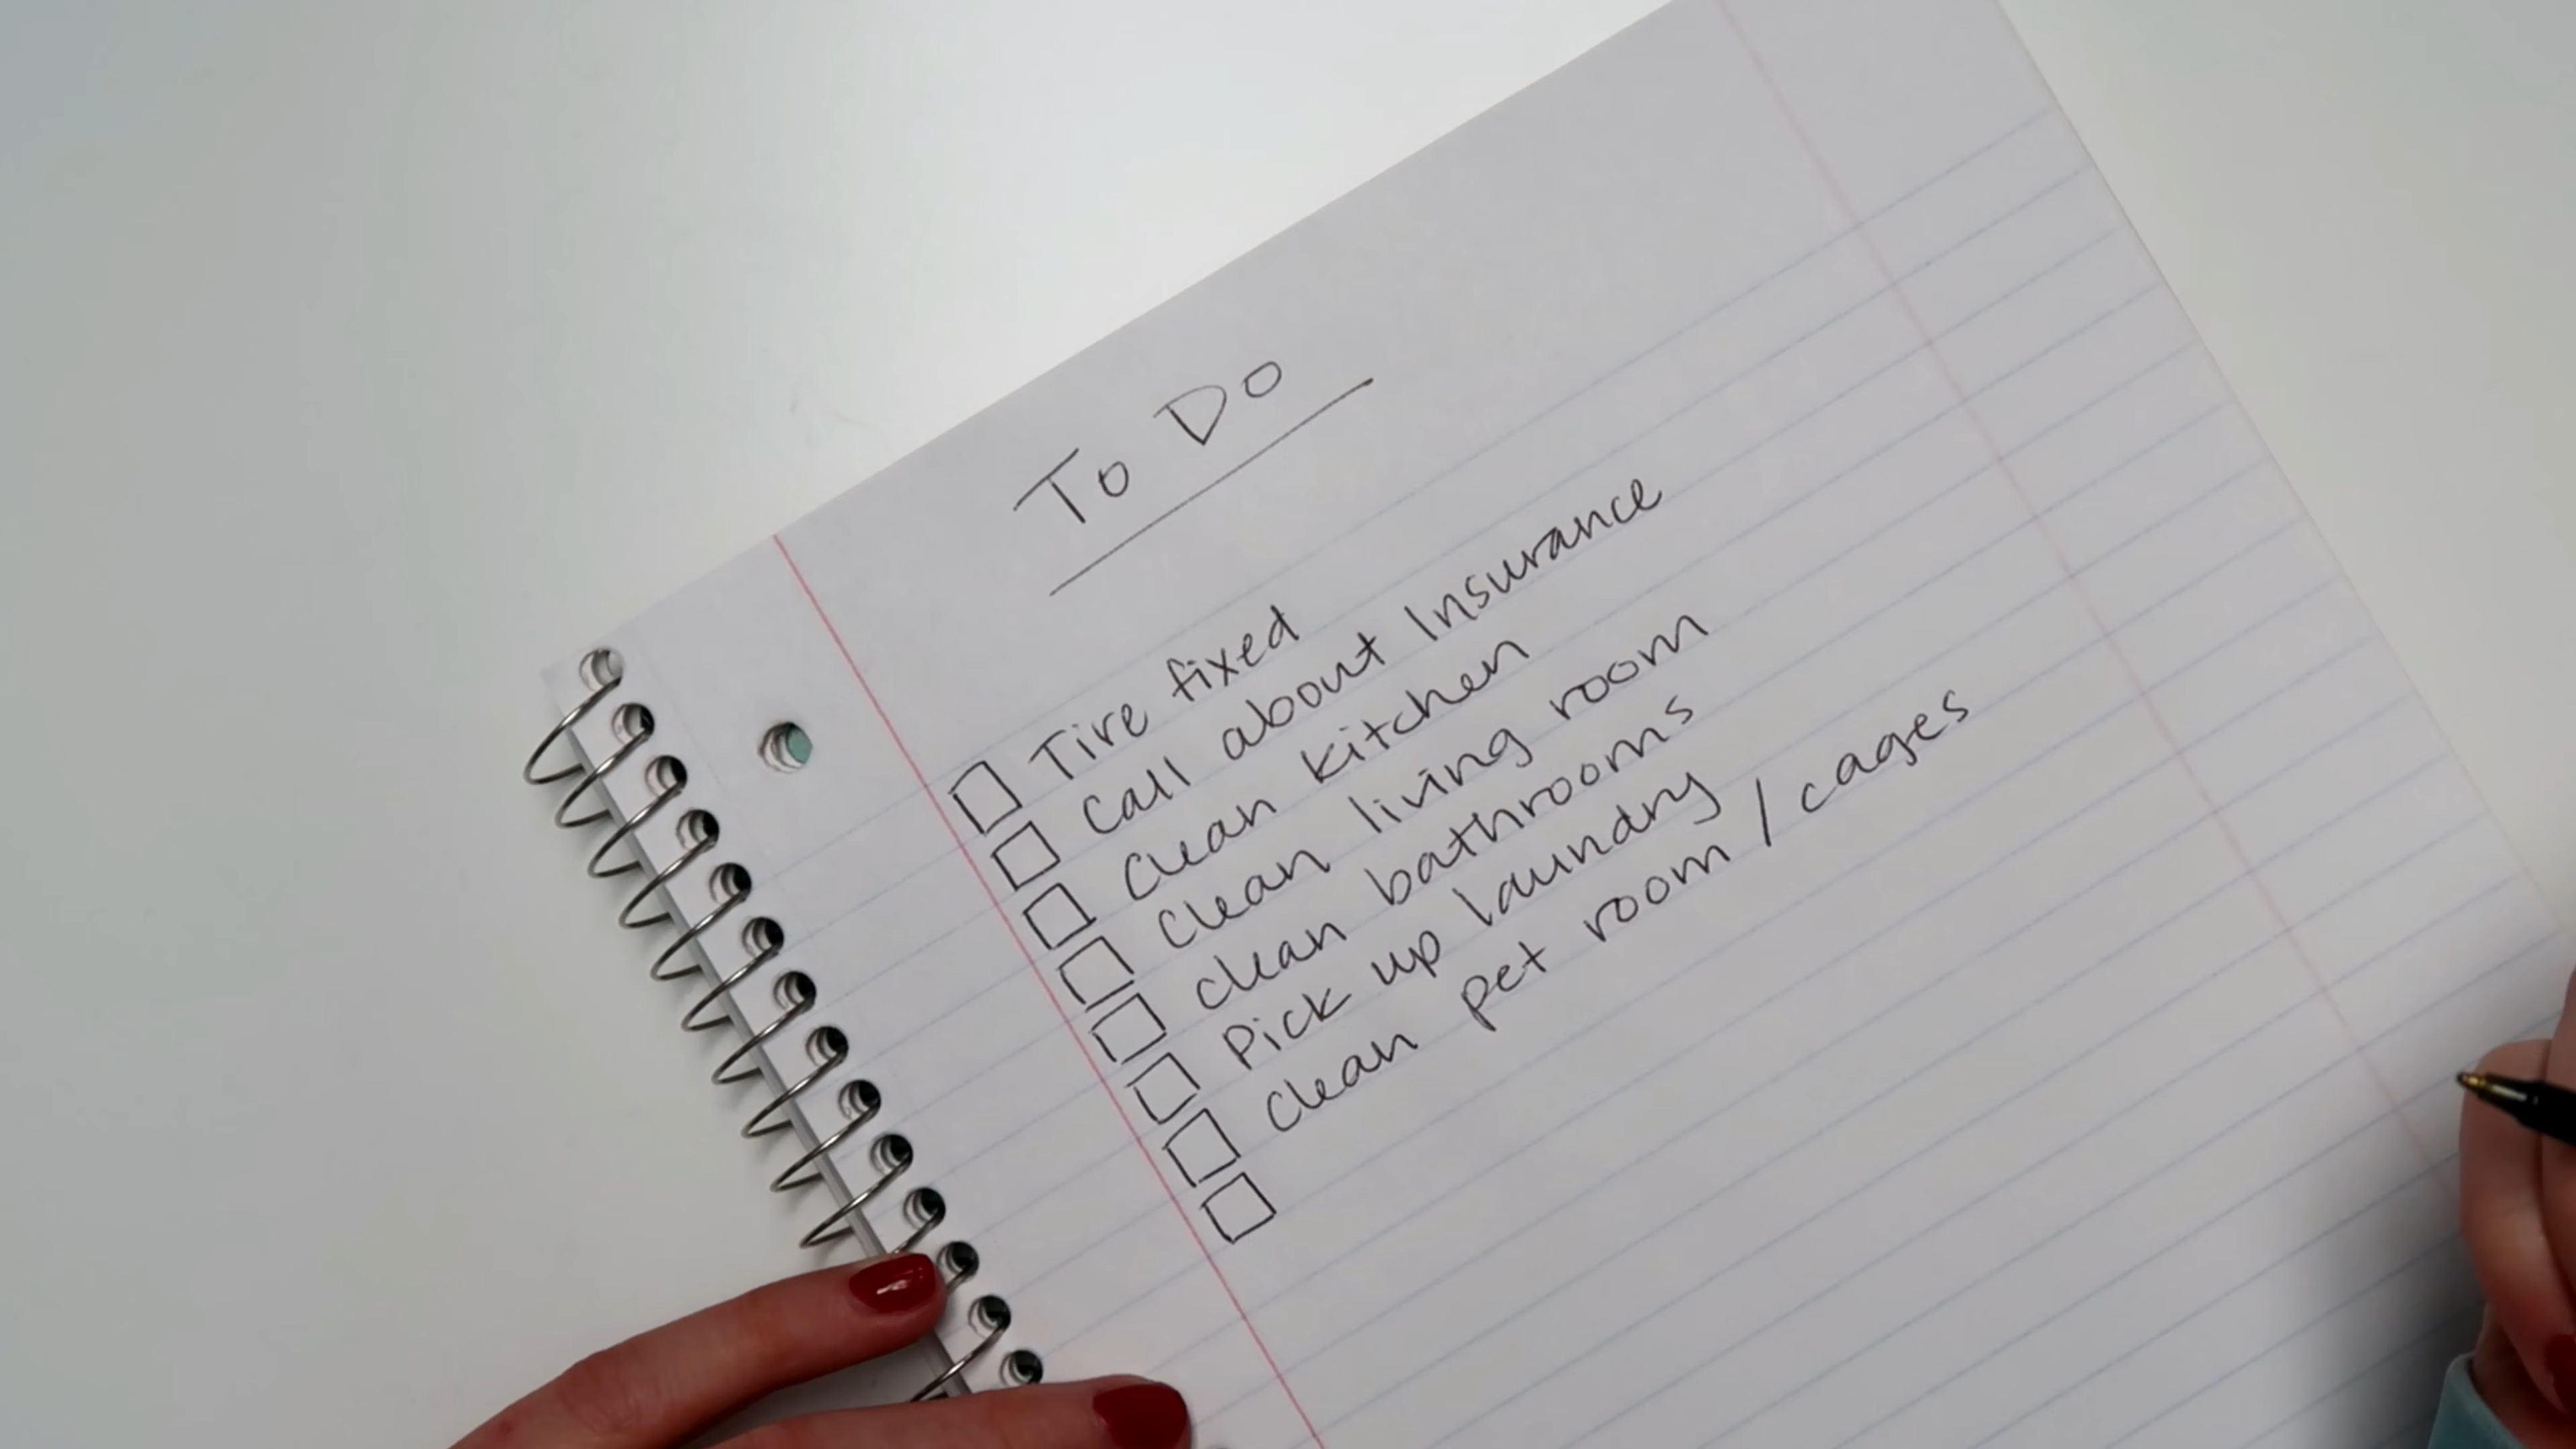 To Do
Tire fixed
Call about Insurance
Clean kitchen
Clean living room
clean bathrooms
Pick up laundry
Clean pet room / cages